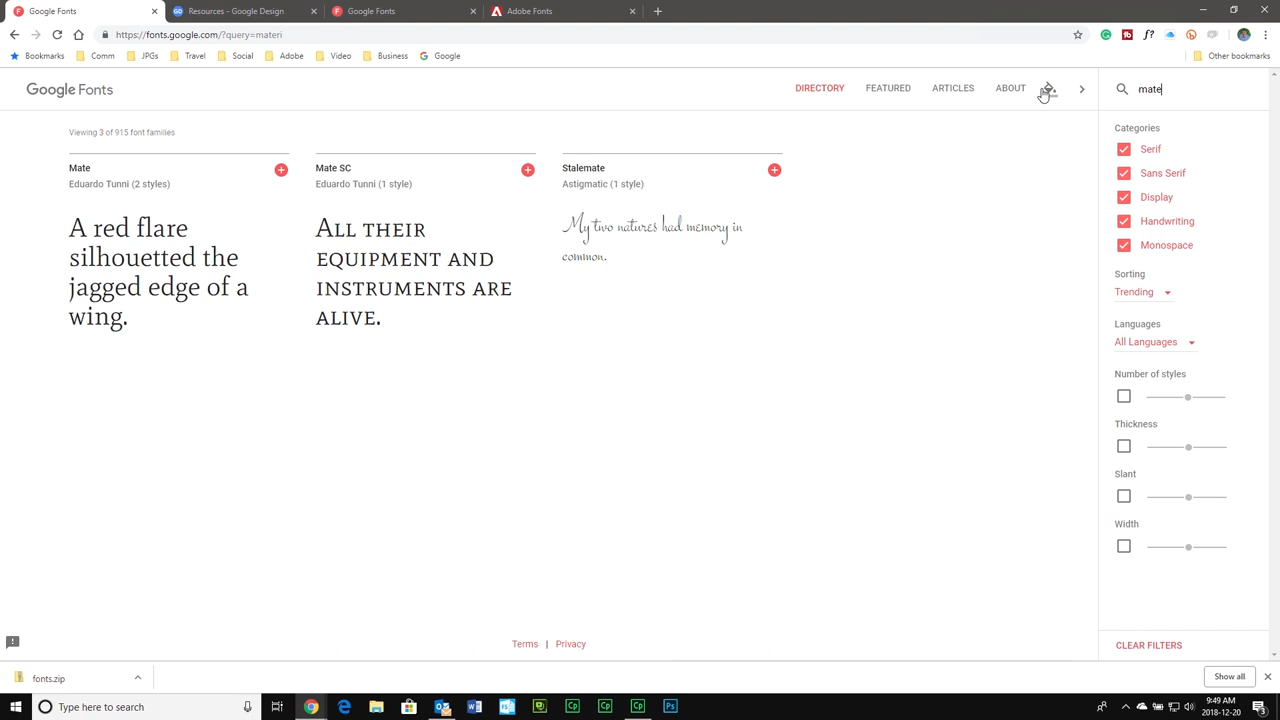 Google Fonts
Resources - Google Design
Google Fonts
Adobe Fonts
https://fonts.google.com/?query=materi
Bookmarks Comm JPGs Travel Social Adobe Video Business Google Other bookmarks
Google Fonts
DIRECTORY FEATURED ARTICLES ABOUT
mate
Viewing 3 of 915 font families
Mate
Eduardo Tunni (2 styles)
A red flare
silhouetted the
jagged edge of a
wing.
Mate SC
Eduardo Tunni (1 style)
All their
equipment and
instruments are
alive.
Stalemate
Astigmatic (1 style)
My two natures had memory in
common.
Categories
Serif
Sans Serif
Display
Handwriting
Monospace
Sorting
Trending
Languages
All Languages
Number of styles
Thickness
Slant
Width
CLEAR FILTERS
Terms | Privacy
fonts.zip
Show all
Type here to search
9:49 AM
2018-12-20